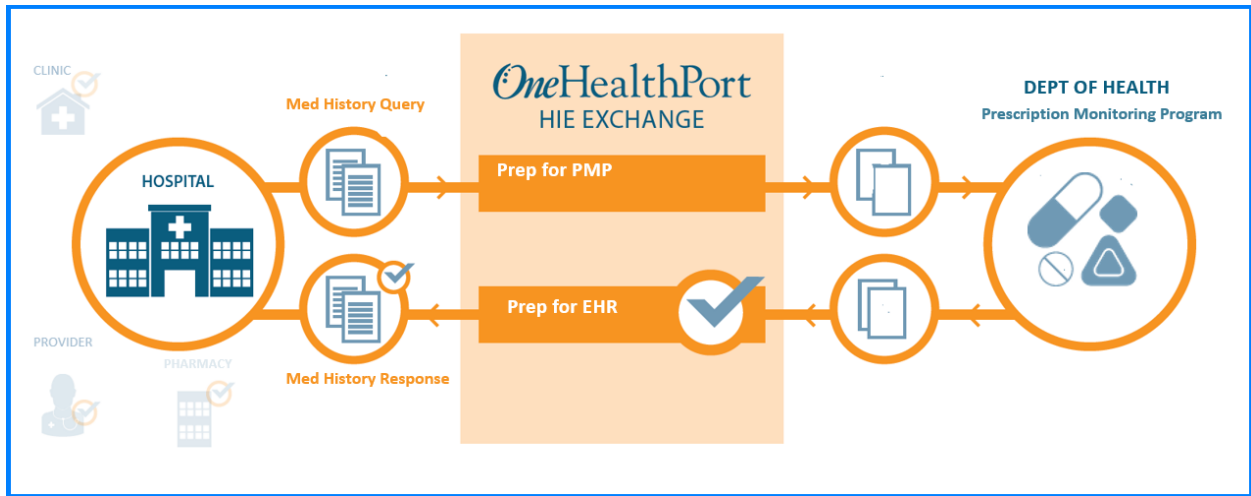 CLINIC
Med History Query
OneHealthPort
HIE EXCHANGE
DEPT OF HEALTH
Prescription Monitoring Program
HOSPITAL
Prep for PMP
Prep for EHR
PROVIDER
PHARMACY
Med History Response